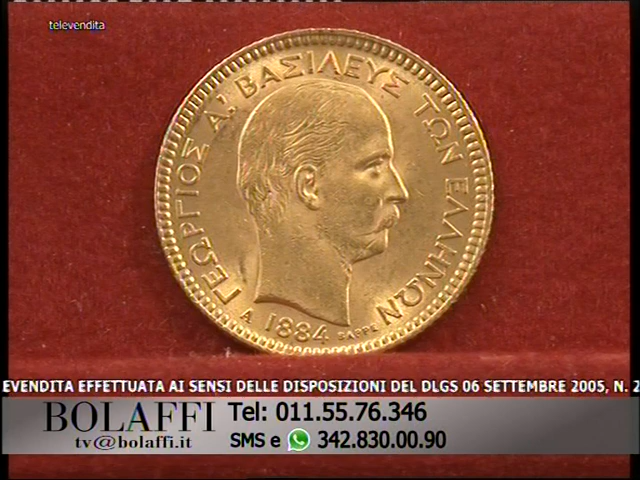 televendita
ΓΕΩΡΓΙΟΣ Α! ΒΑΣΙΛΕΥΣ ΤΩΝ ΕΛΛΗΝΩΝ
A 1884 BARRE
EVENDITA EFFETTUATA AI SENSI DELLE DISPOSIZIONI DEL DLGS 06 SETTEMBRE 2005, N. 2
BOLAFFI Tel: 011.55.76.346
tv@bolaffi.it SMS e 342.830.00.90